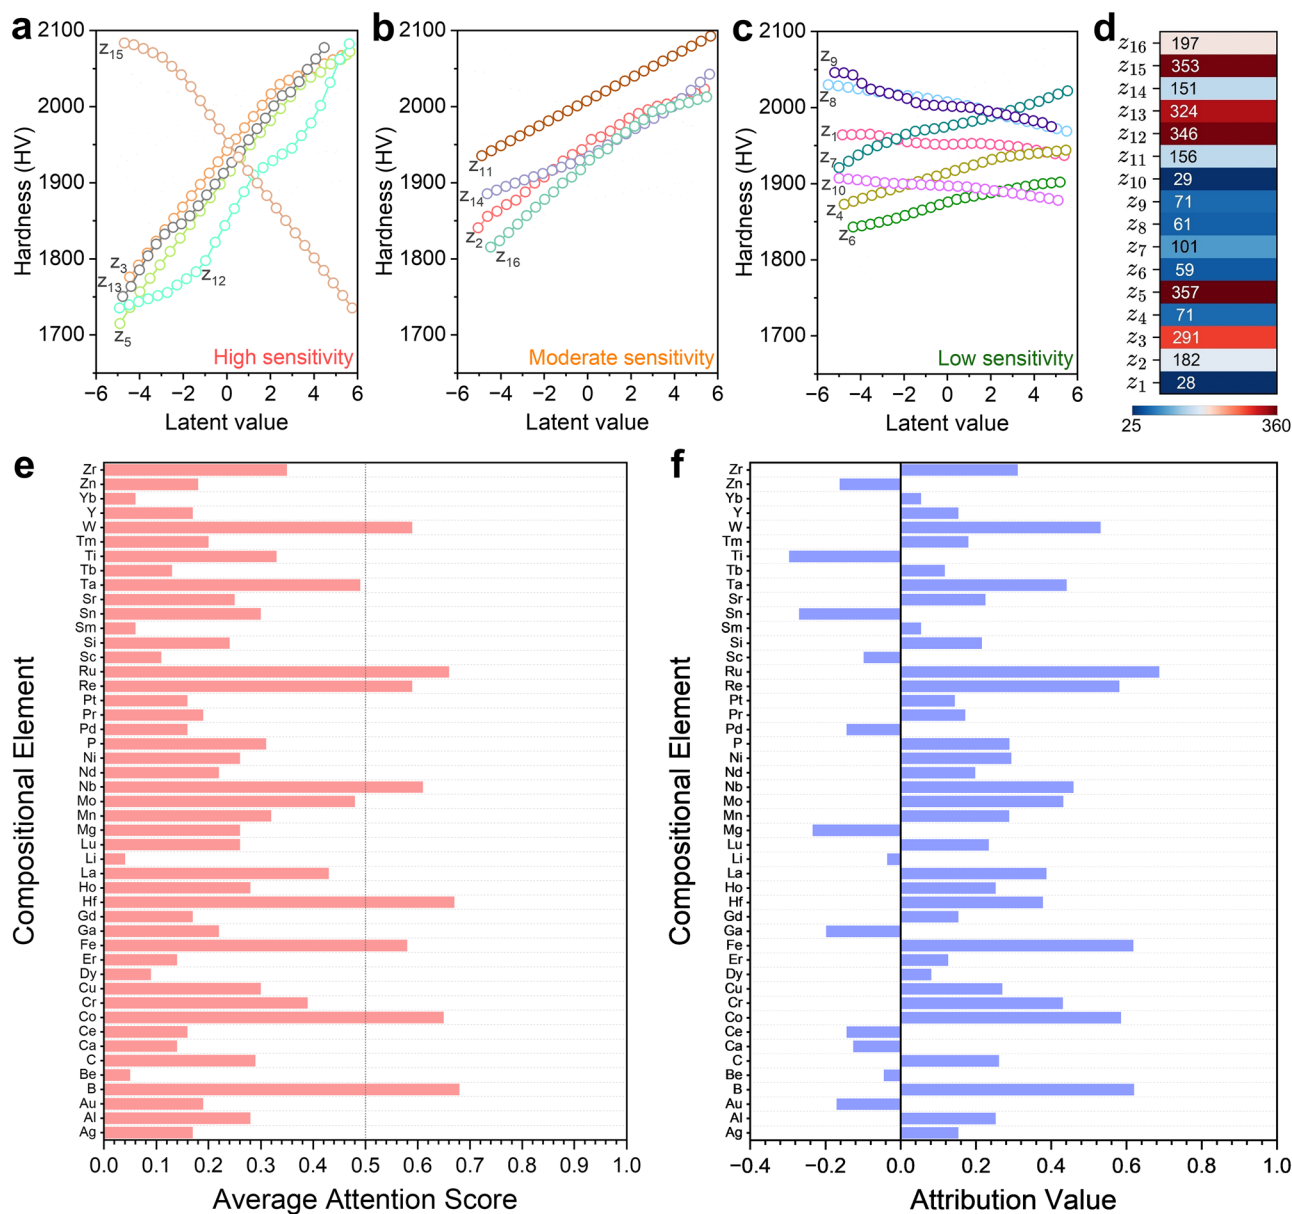 a
2100
2000
1900
1800
1700
Hardness (HV)
z15
z3
z13
z12
z5
High sensitivity
−6 −4 −2 0 2 4 6
Latent value
b
2100
2000
1900
1800
1700
Hardness (HV)
z11
z14
z2
z16
Moderate sensitivity
−6 −4 −2 0 2 4 6
Latent value
c
2100
2000
1900
1800
1700
Hardness (HV)
z9
z8
z1
z7
z10
z4
z6
Low sensitivity
−6 −4 −2 0 2 4 6
Latent value
d
z16 197
z15 353
z14 151
z13 324
z12 346
z11 156
z10 29
z9 71
z8 61
z7 101
z6 59
z5 357
z4 71
z3 291
z2 182
z1 28
25 360
e
Compositional Element
Zr
Zn
Yb
Y
W
Tm
Ti
Tb
Ta
Sr
Sn
Sm
Si
Sc
Ru
Re
Pt
Pr
Pd
P
Ni
Nd
Nb
Mo
Mn
Mg
Lu
Li
La
Ho
Hf
Gd
Ga
Fe
Er
Dy
Cu
Cr
Co
Ce
Ca
C
Be
B
Au
Al
Ag
0.0 0.1 0.2 0.3 0.4 0.5 0.6 0.7 0.8 0.9 1.0
Average Attention Score
f
Compositional Element
Zr
Zn
Yb
Y
W
Tm
Ti
Tb
Ta
Sr
Sn
Sm
Si
Sc
Ru
Re
Pt
Pr
Pd
P
Ni
Nd
Nb
Mo
Mn
Mg
Lu
Li
La
Ho
Hf
Gd
Ga
Fe
Er
Dy
Cu
Cr
Co
Ce
Ca
C
Be
B
Au
Al
Ag
−0.4 −0.2 0.0 0.2 0.4 0.6 0.8 1.0
Attribution Value